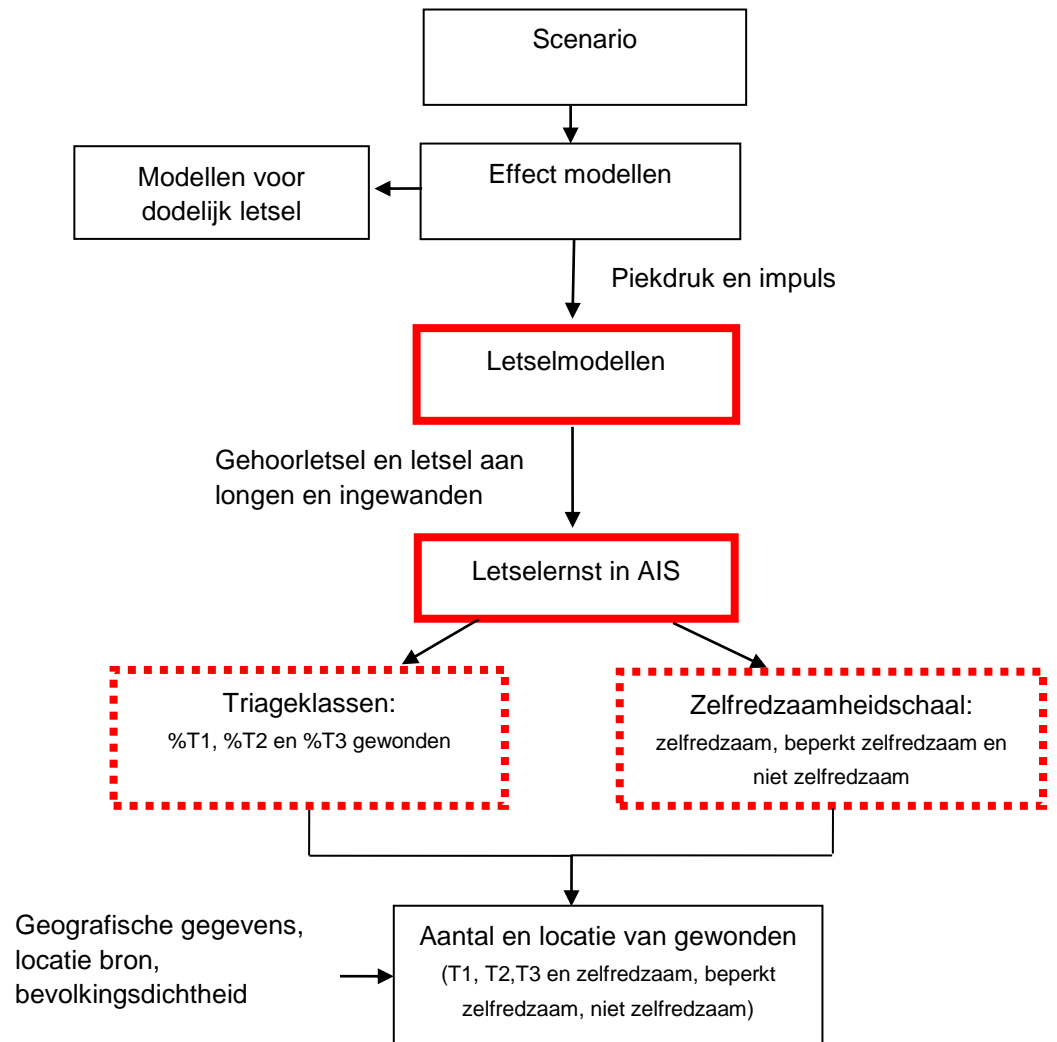 Scenario
Modellen voor
dodelijk letsel
Effect modellen
Piekdruk en impuls
Letselmodellen
Gehoorletsel en letsel aan
longen en ingewanden
Letselernst in AIS
Triageklassen:
%T1, %T2 en %T3 gewonden
Zelfredzaamheidschaal:
zelfredzaam, beperkt zelfredzaam en
niet zelfredzaam
Geografische gegevens,
locatie bron,
bevolkingsdichtheid
Aantal en locatie van gewonden
(T1, T2,T3 en zelfredzaam, beperkt
zelfredzaam, niet zelfredzaam)